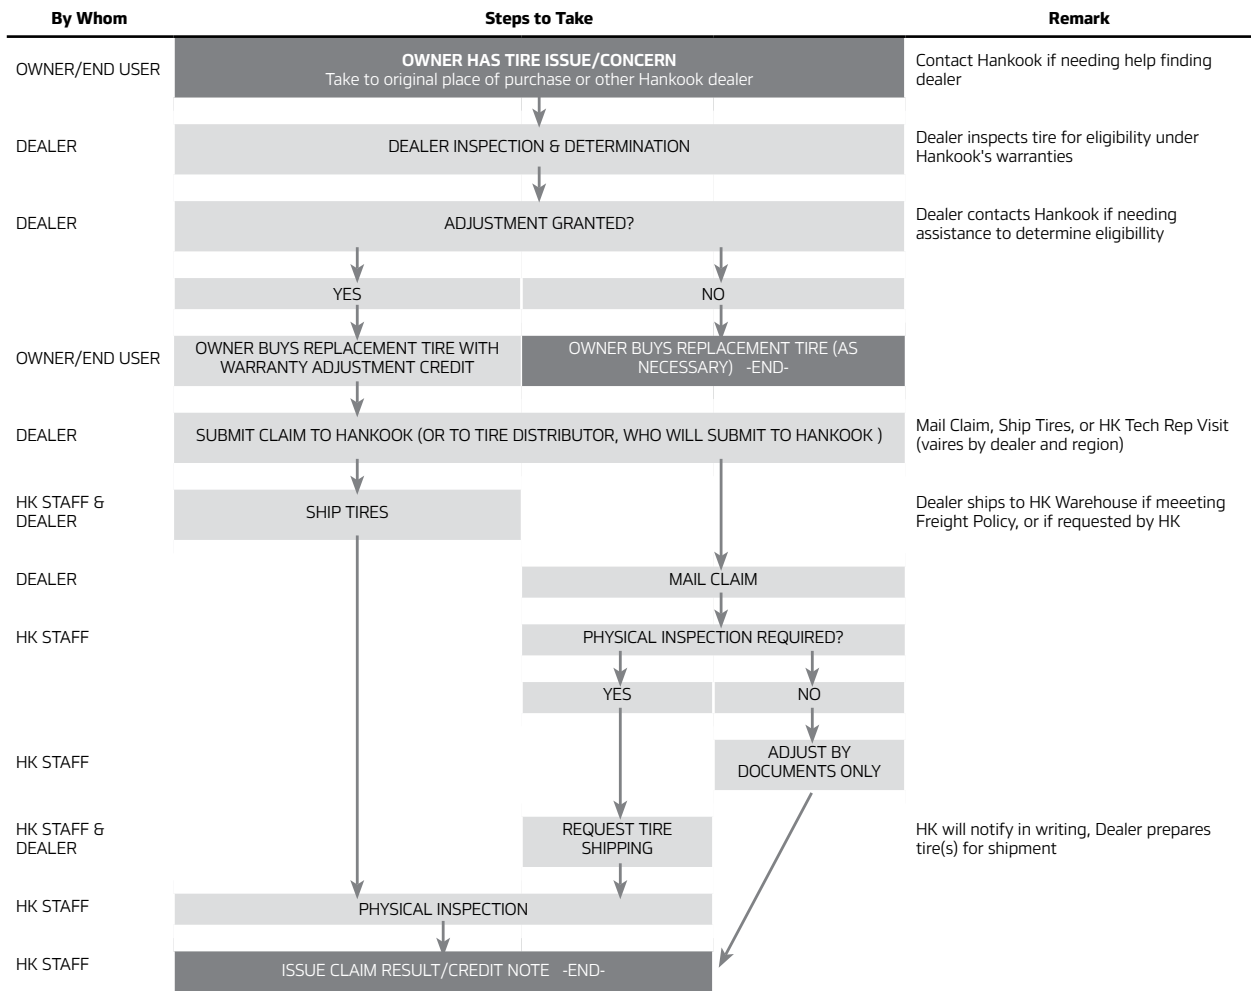 By Whom
Steps to Take
Remark
OWNER/END USER
OWNER HAS TIRE ISSUE/CONCERN
Take to original place of purchase or other Hankook dealer
Contact Hankook if needing help finding
dealer
DEALER
DEALER INSPECTION & DETERMINATION
Dealer inspects tire for eligibility under
Hankook's warranties
DEALER
ADJUSTMENT GRANTED?
Dealer contacts Hankook if needing
assistance to determine eligibillity
YES
NO
OWNER/END USER
OWNER BUYS REPLACEMENT TIRE WITH
WARRANTY ADJUSTMENT CREDIT
OWNER BUYS REPLACEMENT TIRE (AS
NECESSARY) -END-
DEALER
SUBMIT CLAIM TO HANKOOK (OR TO TIRE DISTRIBUTOR, WHO WILL SUBMIT TO HANKOOK )
Mail Claim, Ship Tires, or HK Tech Rep Visit
(vaires by dealer and region)
HK STAFF &
DEALER
SHIP TIRES
Dealer ships to HK Warehouse if meeeting
Freight Policy, or if requested by HK
DEALER
MAIL CLAIM
HK STAFF
PHYSICAL INSPECTION REQUIRED?
YES
NO
HK STAFF
ADJUST BY
DOCUMENTS ONLY
HK STAFF &
DEALER
REQUEST TIRE
SHIPPING
HK will notify in writing, Dealer prepares
tire(s) for shipment
HK STAFF
PHYSICAL INSPECTION
HK STAFF
ISSUE CLAIM RESULT/CREDIT NOTE -END-